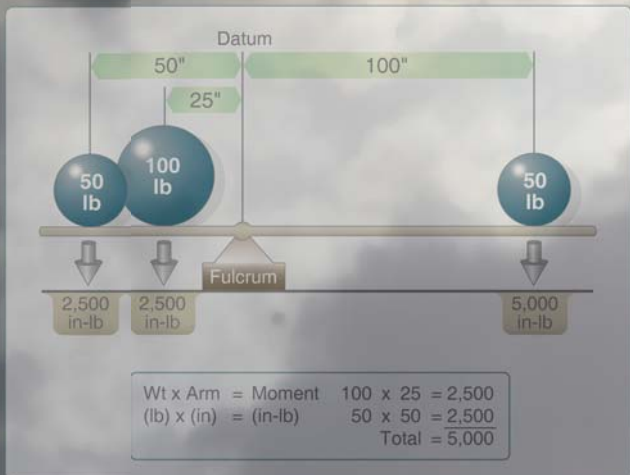 Datum
50"
100"
25"
50
lb
100
lb
50
lb
Fulcrum
2,500
in-lb
2,500
in-lb
5,000
in-lb
Wt x Arm = Moment 100 x 25 = 2,500
(lb) x (in) = (in-lb) 50 x 50 = 2,500
Total = 5,000